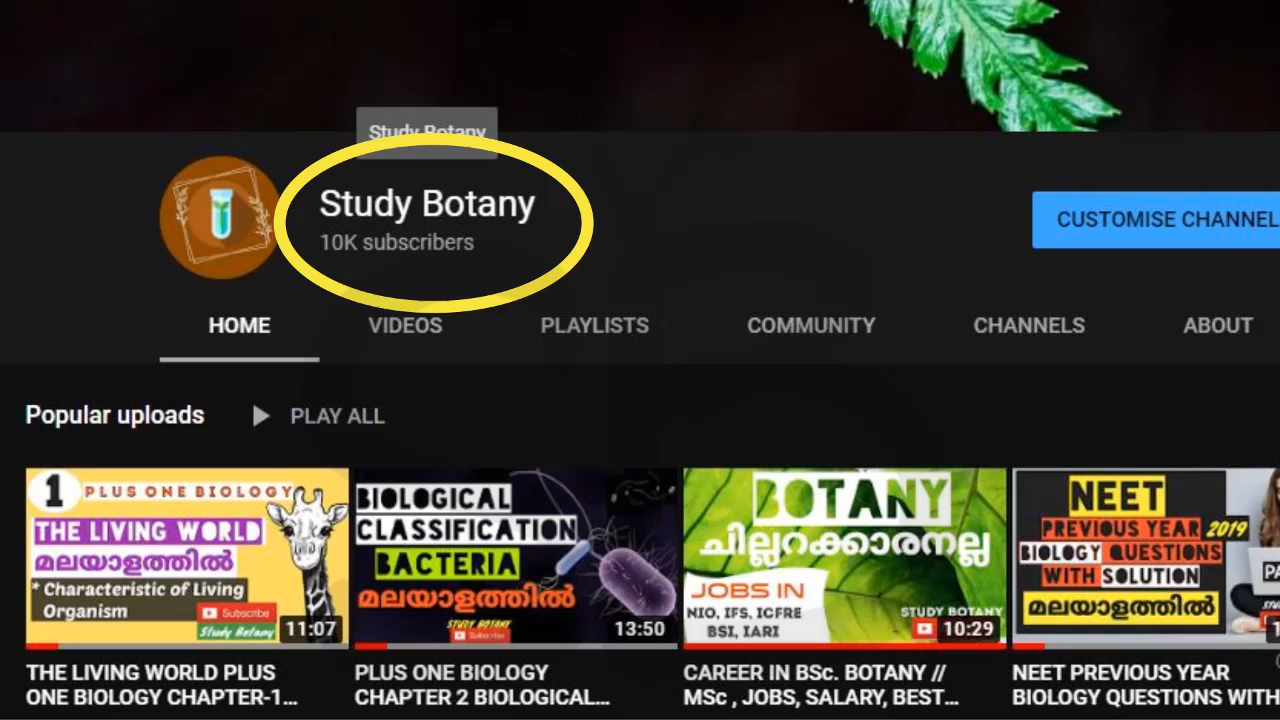 Study Botany
Study Botany
10K subscribers
CUSTOMISE CHANNEL
HOME VIDEOS PLAYLISTS COMMUNITY CHANNELS ABOUT
Popular uploads PLAY ALL
1 PLUS ONE BIOLOGY
THE LIVING WORLD
മലയാളത്തിൽ
* Characteristic of Living
Organism
Subscribe
Study Botany
11:07
THE LIVING WORLD PLUS
ONE BIOLOGY CHAPTER-1...
BIOLOGICAL
CLASSIFICATION
BACTERIA
മലയാളത്തിൽ
STUDY BOTANY
Subscribe
13:50
PLUS ONE BIOLOGY
CHAPTER 2 BIOLOGICAL...
BOTANY
ചില്ലറക്കാരനല്ല
JOBS IN
NIO, IFS, ICFRE
BSI, IARI
STUDY BOTANY
10:29
CAREER IN BSc. BOTANY //
MSc , JOBS, SALARY, BEST...
NEET
PREVIOUS YEAR 2019
BIOLOGY QUESTIONS
WITH SOLUTION
മലയാളത്തിൽ
NEET PREVIOUS YEAR
BIOLOGY QUESTIONS WITH